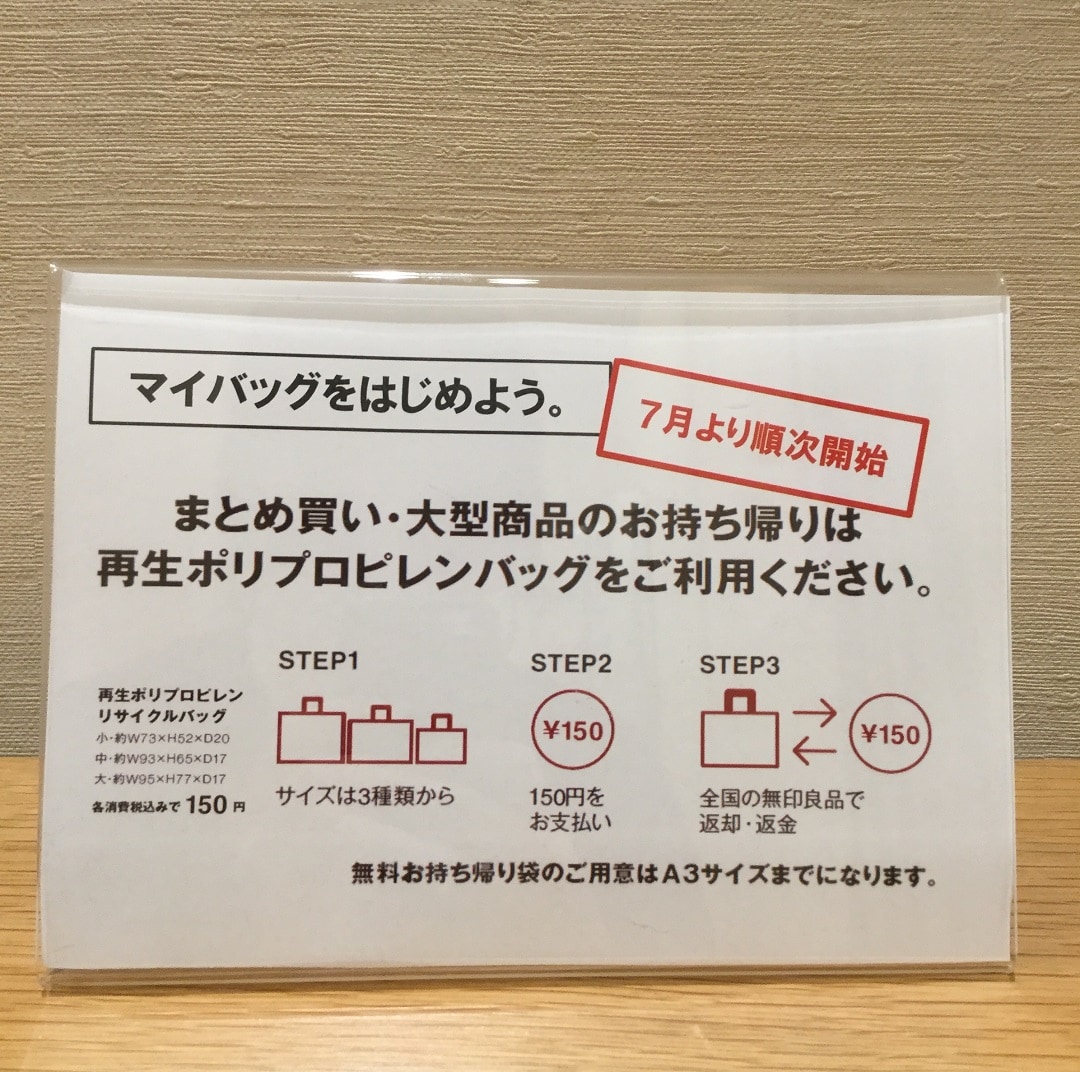 マイバッグをはじめよう。
7月より順次開始
まとめ買い・大型商品のお持ち帰りは
再生ポリプロピレンバッグをご利用ください。
再生ポリプロピレン
リサイクルバッグ
小・約W73×H52×D20
中・約W93×H65×D17
大・約W95×H77×D17
各消費税込みで 150 円
STEP1
サイズは3種類から
STEP2
¥150
150円を
お支払い
STEP3
¥150
全国の無印良品で
返却・返金
無料お持ち帰り袋のご用意はA3サイズまでになります。